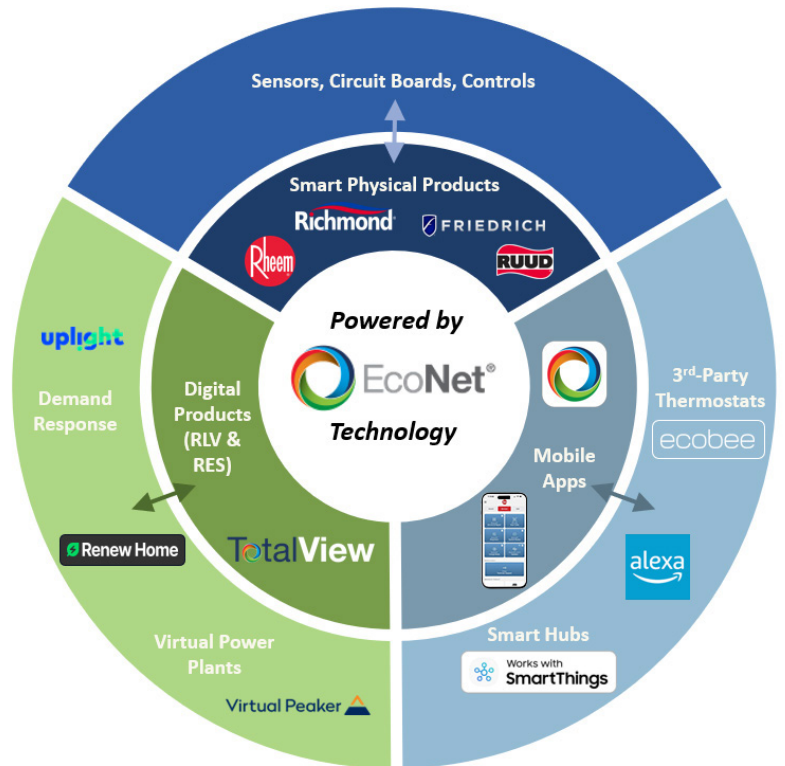 Sensors, Circuit Boards, Controls
Smart Physical Products
Richmond®
FRIEDRICH
Rheem
RUUD
Powered by
EcoNet®
Technology
uplight
Demand
Response
Digital
Products
(RLV &
RES)
Renew Home
TotalView
Virtual Power
Plants
Virtual Peaker
3rd-Party
Thermostats
ecobee
Mobile
Apps
alexa
Smart Hubs
Works with
SmartThings